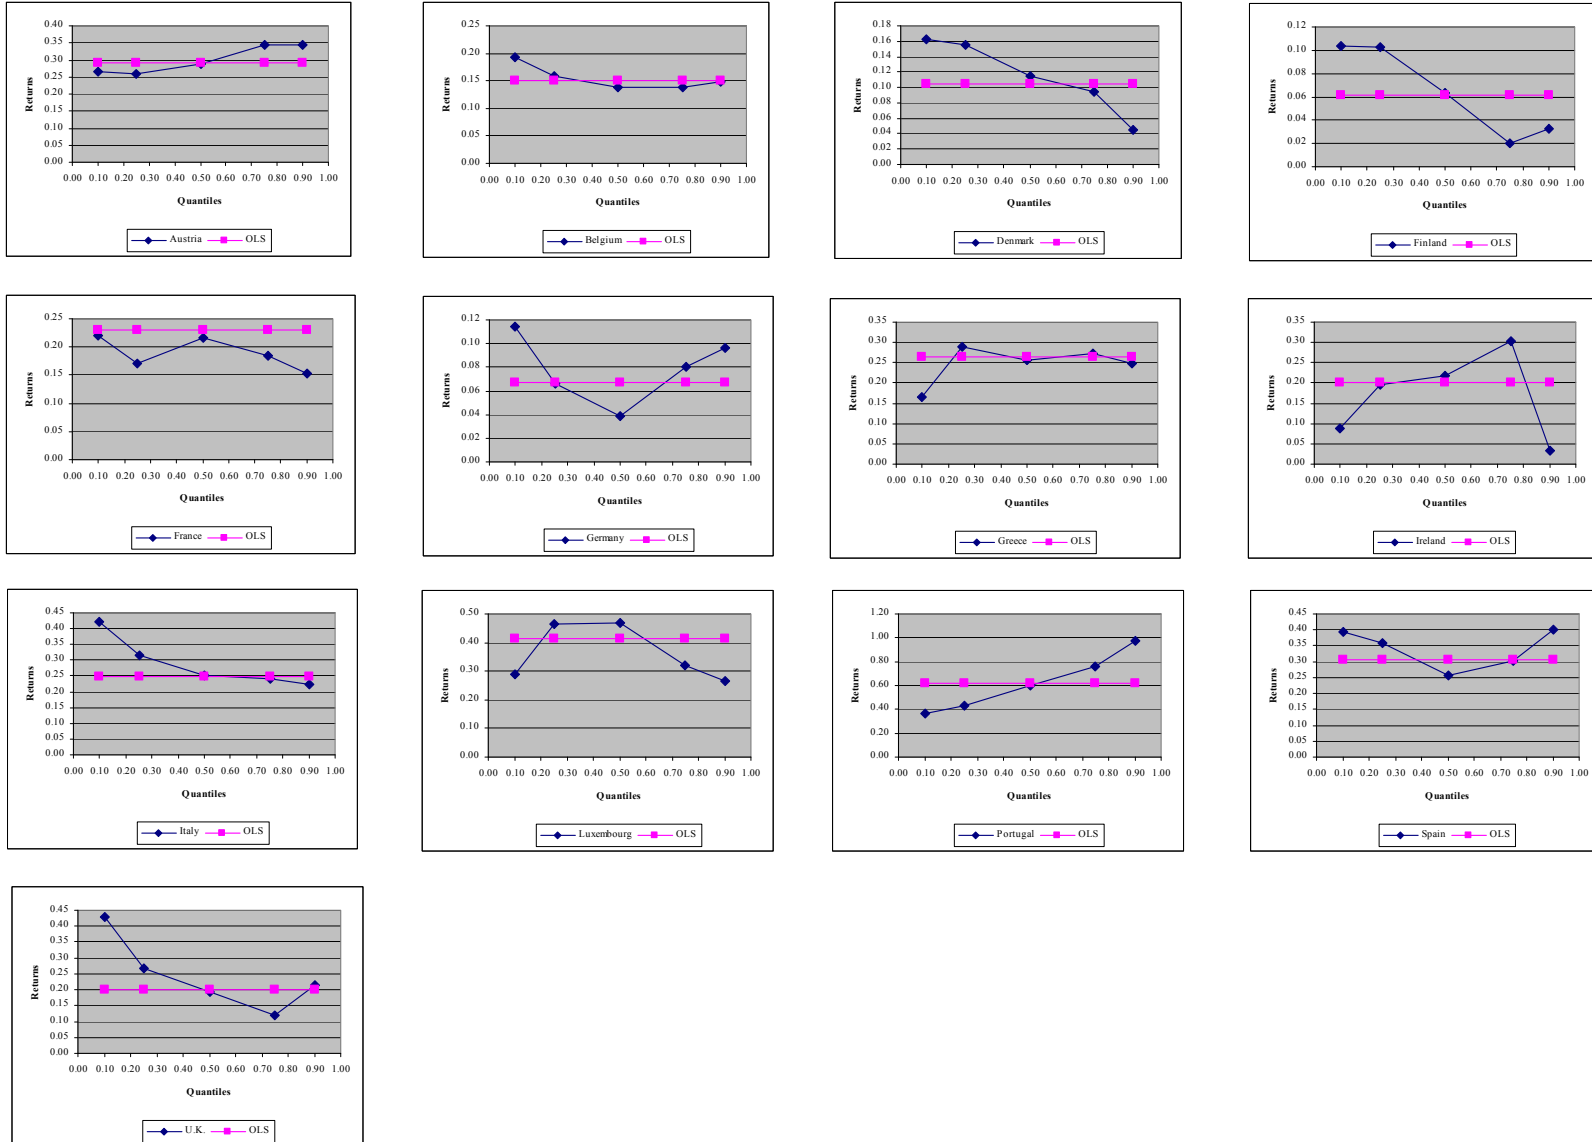 0.40
0.35
0.30
0.25
0.20
0.15
0.10
0.05
0.00
Returns
0.00 0.10 0.20 0.30 0.40 0.50 0.60 0.70 0.80 0.90 1.00
Quantiles
Austria OLS
0.25
0.20
0.15
0.10
0.05
0.00
Returns
0.00 0.10 0.20 0.30 0.40 0.50 0.60 0.70 0.80 0.90 1.00
Quantiles
Belgium OLS
0.18
0.16
0.14
0.12
0.10
0.08
0.06
0.04
0.02
0.00
Returns
0.00 0.10 0.20 0.30 0.40 0.50 0.60 0.70 0.80 0.90 1.00
Quantiles
Denmark OLS
0.12
0.10
0.08
0.06
0.04
0.02
0.00
Returns
0.00 0.10 0.20 0.30 0.40 0.50 0.60 0.70 0.80 0.90 1.00
Quantiles
Finland OLS
0.25
0.20
0.15
0.10
0.05
0.00
Returns
0.00 0.10 0.20 0.30 0.40 0.50 0.60 0.70 0.80 0.90 1.00
Quantiles
France OLS
0.12
0.10
0.08
0.06
0.04
0.02
0.00
Returns
0.00 0.10 0.20 0.30 0.40 0.50 0.60 0.70 0.80 0.90 1.00
Quantiles
Germany OLS
0.35
0.30
0.25
0.20
0.15
0.10
0.05
0.00
Returns
0.00 0.10 0.20 0.30 0.40 0.50 0.60 0.70 0.80 0.90 1.00
Quantiles
Greece OLS
0.35
0.30
0.25
0.20
0.15
0.10
0.05
0.00
Returns
0.00 0.10 0.20 0.30 0.40 0.50 0.60 0.70 0.80 0.90 1.00
Quantiles
Ireland OLS
0.45
0.40
0.35
0.30
0.25
0.20
0.15
0.10
0.05
0.00
Returns
0.00 0.10 0.20 0.30 0.40 0.50 0.60 0.70 0.80 0.90 1.00
Quantiles
Italy OLS
0.50
0.40
0.30
0.20
0.10
0.00
Returns
0.00 0.10 0.20 0.30 0.40 0.50 0.60 0.70 0.80 0.90 1.00
Quantiles
Luxembourg OLS
1.20
1.00
0.80
0.60
0.40
0.20
0.00
Returns
0.00 0.10 0.20 0.30 0.40 0.50 0.60 0.70 0.80 0.90 1.00
Quantiles
Portugal OLS
0.45
0.40
0.35
0.30
0.25
0.20
0.15
0.10
0.05
0.00
Returns
0.00 0.10 0.20 0.30 0.40 0.50 0.60 0.70 0.80 0.90 1.00
Quantiles
Spain OLS
0.45
0.40
0.35
0.30
0.25
0.20
0.15
0.10
0.05
0.00
Returns
0.00 0.10 0.20 0.30 0.40 0.50 0.60 0.70 0.80 0.90 1.00
Quantiles
U.K. OLS